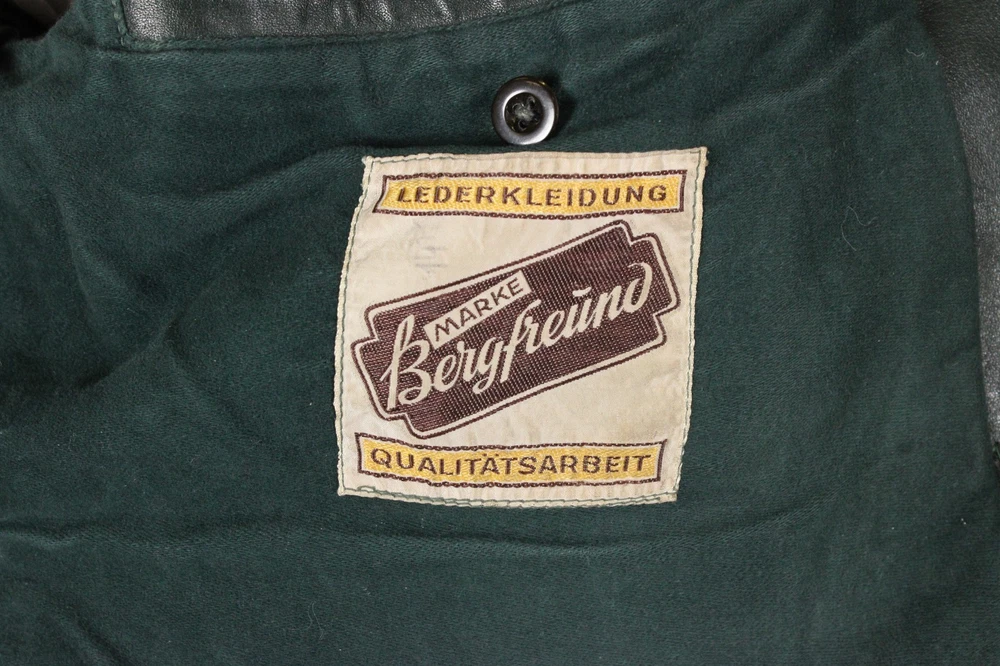 LEDERKLEIDUNG
MARKE
Bergfreund
QUALITÄTSARBEIT